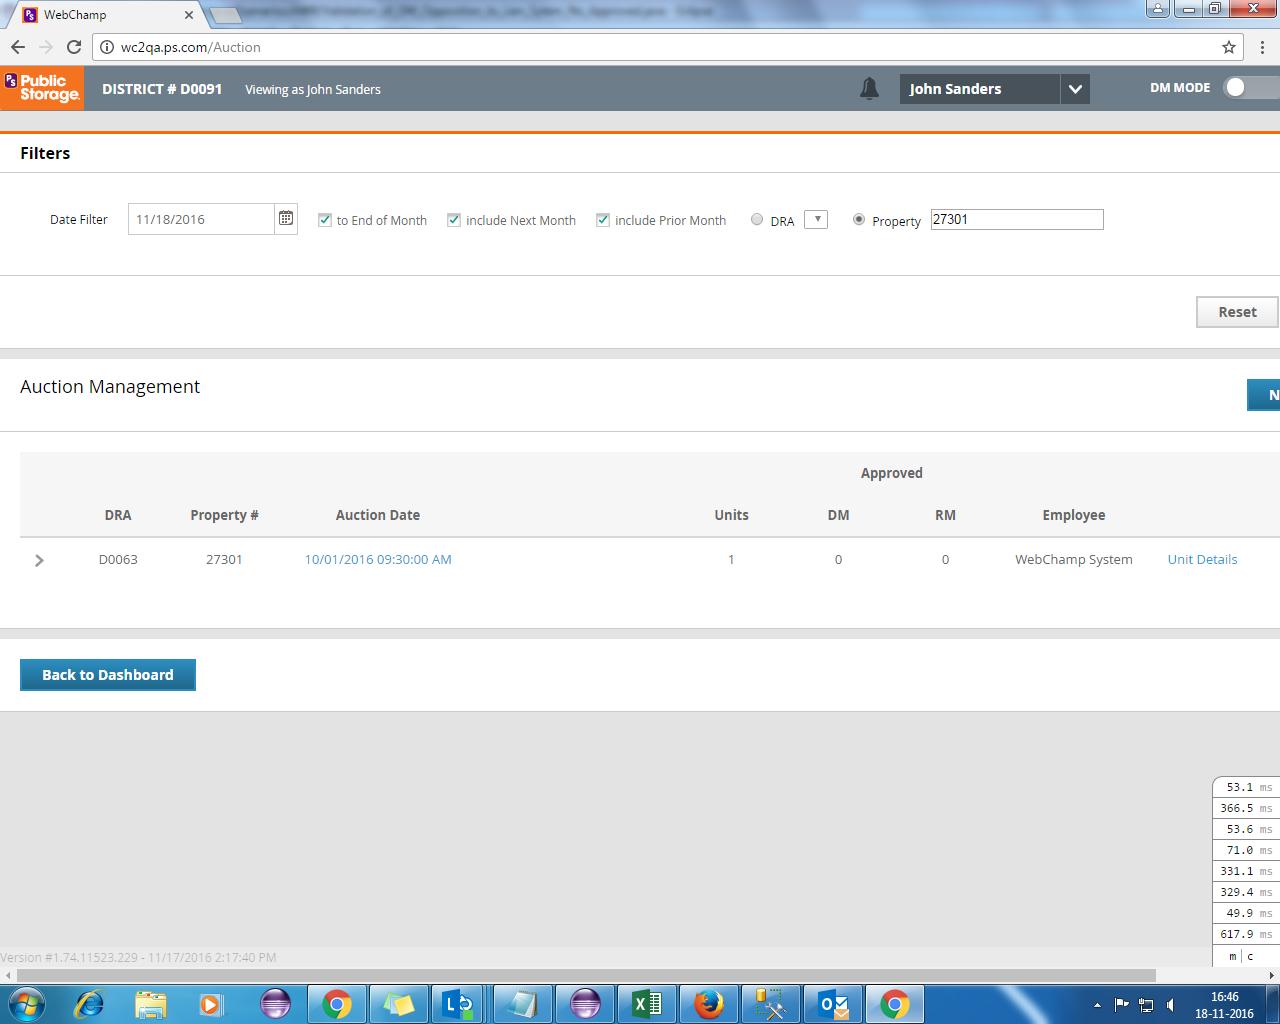 WebChamp
wc2qa.ps.com/Auction
PS Public Storage. DISTRICT # D0091 Viewing as John Sanders John Sanders DM MODE
Filters
Date Filter 11/18/2016 to End of Month include Next Month include Prior Month DRA Property 27301
Reset
Auction Management N
Approved
DRA Property # Auction Date Units DM RM Employee
D0063 27301 10/01/2016 09:30:00 AM 1 0 0 WebChamp System Unit Details
Back to Dashboard
53.1 ms
366.5 ms
53.6 ms
71.0 ms
331.1 ms
329.4 ms
49.9 ms
617.9 ms
m | c
Version #1.74.11523.229 - 11/17/2016 2:17:40 PM
16:46
18-11-2016